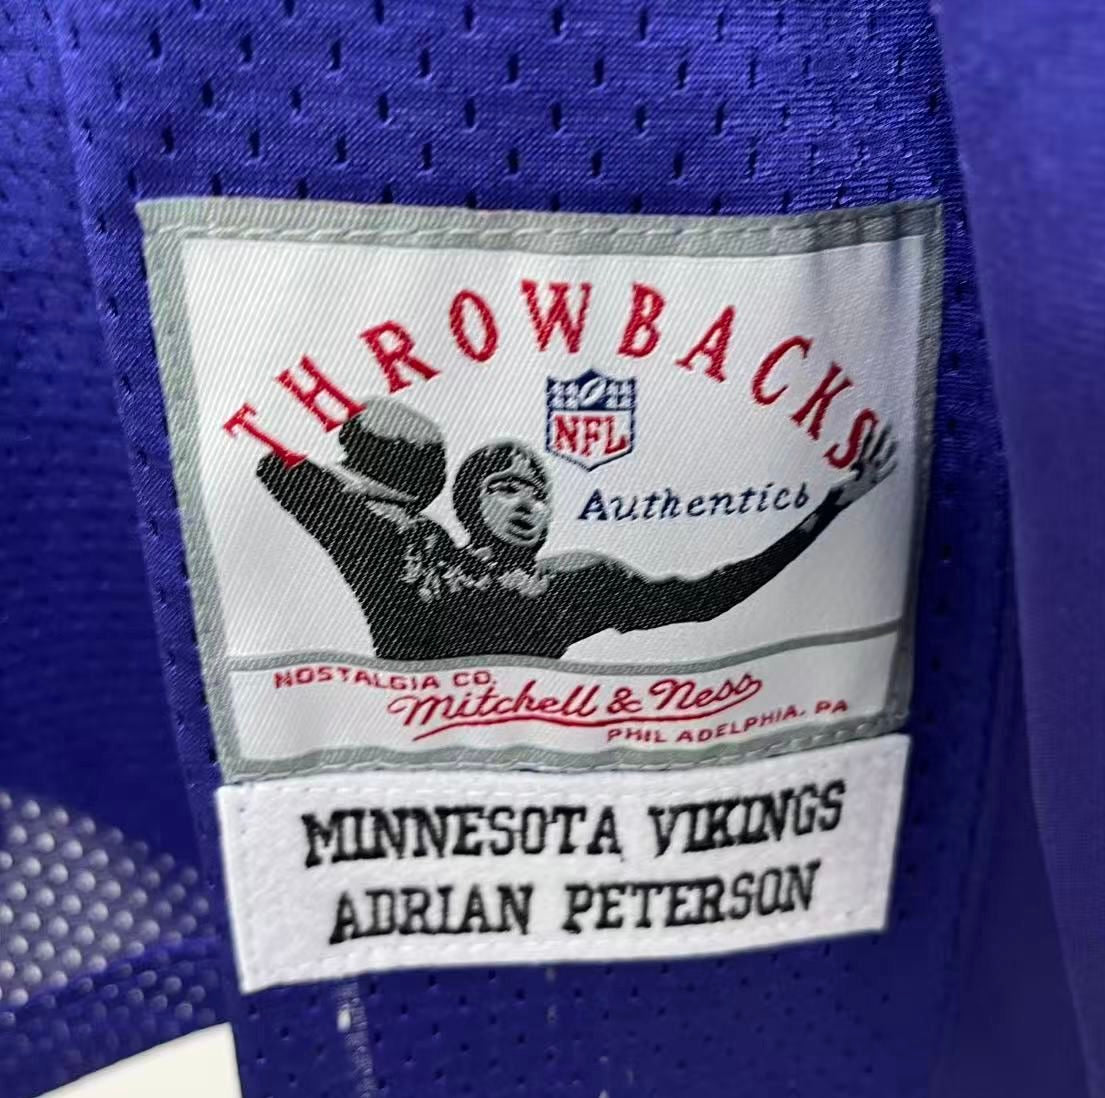 THROWBACKS
NFL
Authentics
NOSTALGIA CO.
Mitchell & Ness
PHILADELPHIA, PA
MINNESOTA VIKINGS
ADRIAN PETERSON